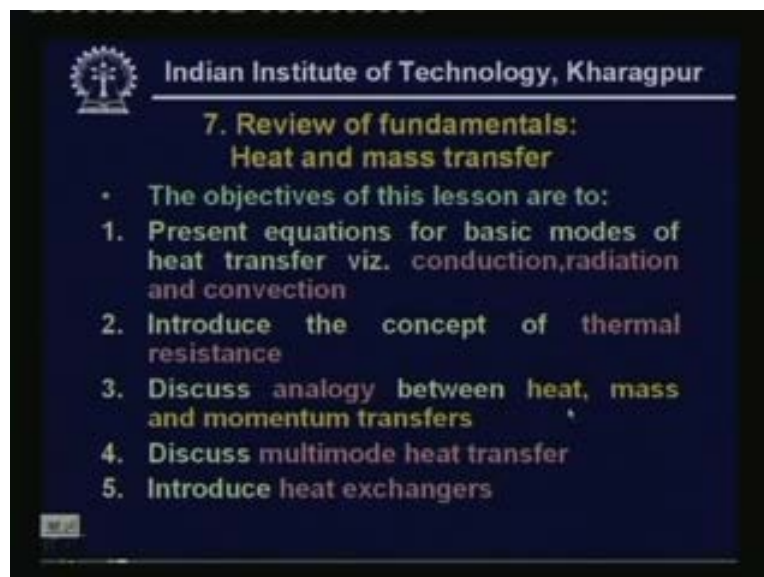 Indian Institute of Technology, Kharagpur
7. Review of fundamentals:
Heat and mass transfer
• The objectives of this lesson are to:
1. Present equations for basic modes of
heat transfer viz. conduction,radiation
and convection
2. Introduce the concept of thermal
resistance
3. Discuss analogy between heat, mass
and momentum transfers
4. Discuss multimode heat transfer
5. Introduce heat exchangers